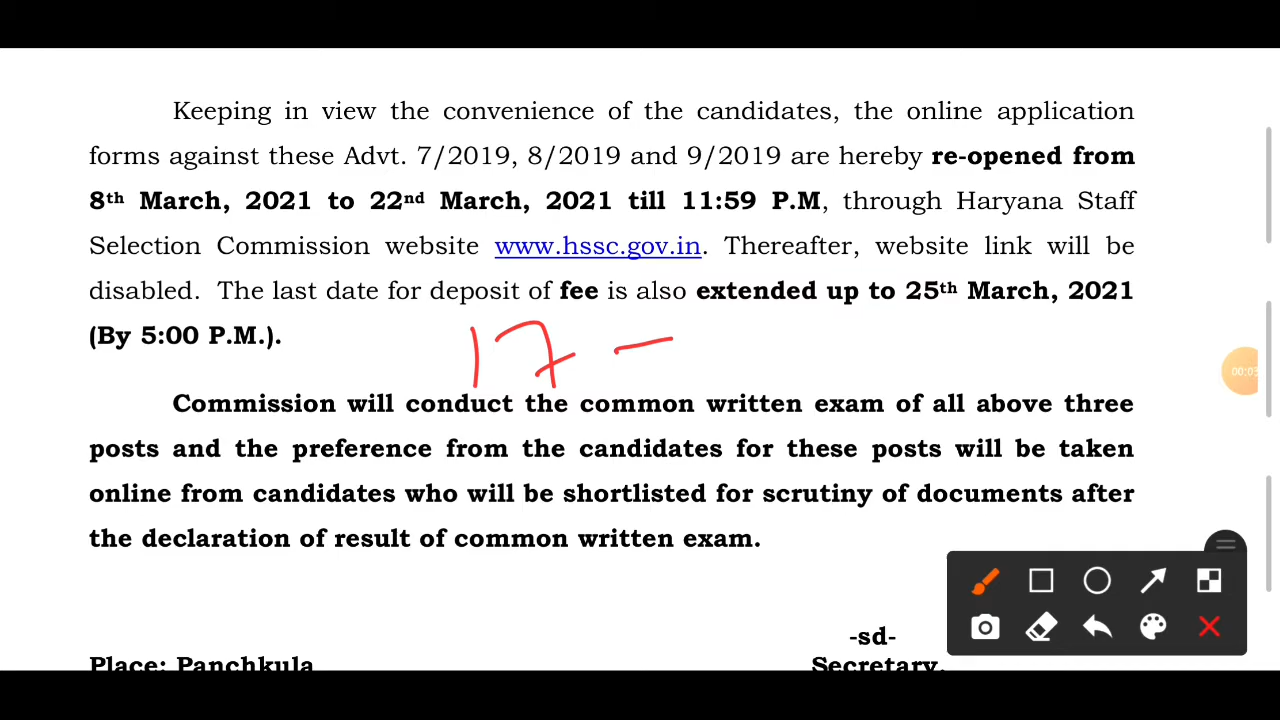 Keeping in view the convenience of the candidates, the online application
forms against these Advt. 7/2019, 8/2019 and 9/2019 are hereby re-opened from
8th March, 2021 to 22nd March, 2021 till 11:59 P.M, through Haryana Staff
Selection Commission website www.hssc.gov.in. Thereafter, website link will be
disabled. The last date for deposit of fee is also extended up to 25th March, 2021
(By 5:00 P.M.).
17 -
Commission will conduct the common written exam of all above three
posts and the preference from the candidates for these posts will be taken
online from candidates who will be shortlisted for scrutiny of documents after
the declaration of result of common written exam.
-sd-
Place: Panchkula Secretary,
00:03